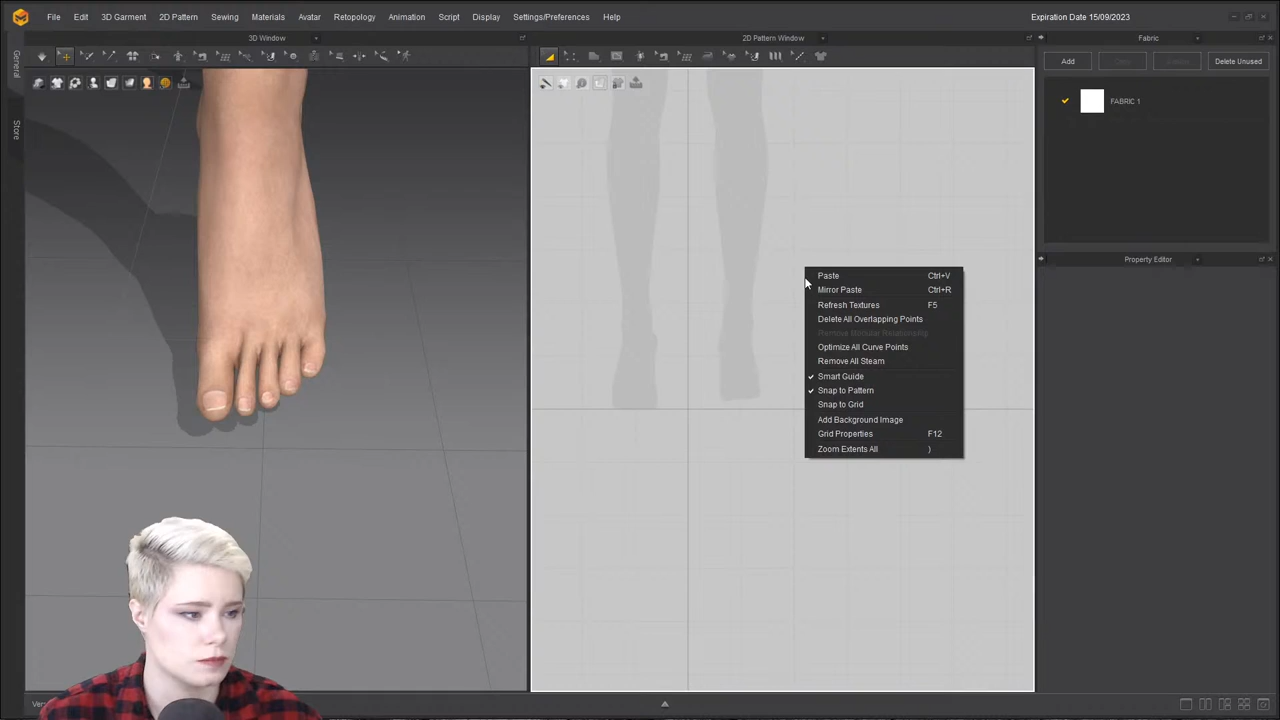 File Edit 3D Garment 2D Pattern Sewing Materials Avatar Retopology Animation Script Display Settings/Preferences Help Expiration Date 15/09/2023
3D Window 2D Pattern Window Fabric
General
Store
Add Delete Unused
FABRIC 1
Property Editor
Paste Ctrl+V
Mirror Paste Ctrl+R
Refresh Textures F5
Delete All Overlapping Points
Remove Modular Relationship
Optimize All Curve Points
Remove All Steam
Smart Guide
Snap to Pattern
Snap to Grid
Add Background Image
Grid Properties F12
Zoom Extents All )